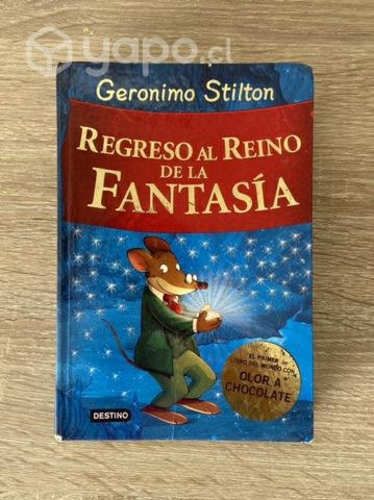 yapo.cl
Geronimo Stilton
REGRESO AL REINO
DE LA
FANTASÍA
EL PRIMER
LIBRO DEL MUNDO CON
OLOR A
CHOCOLATE
DESTINO